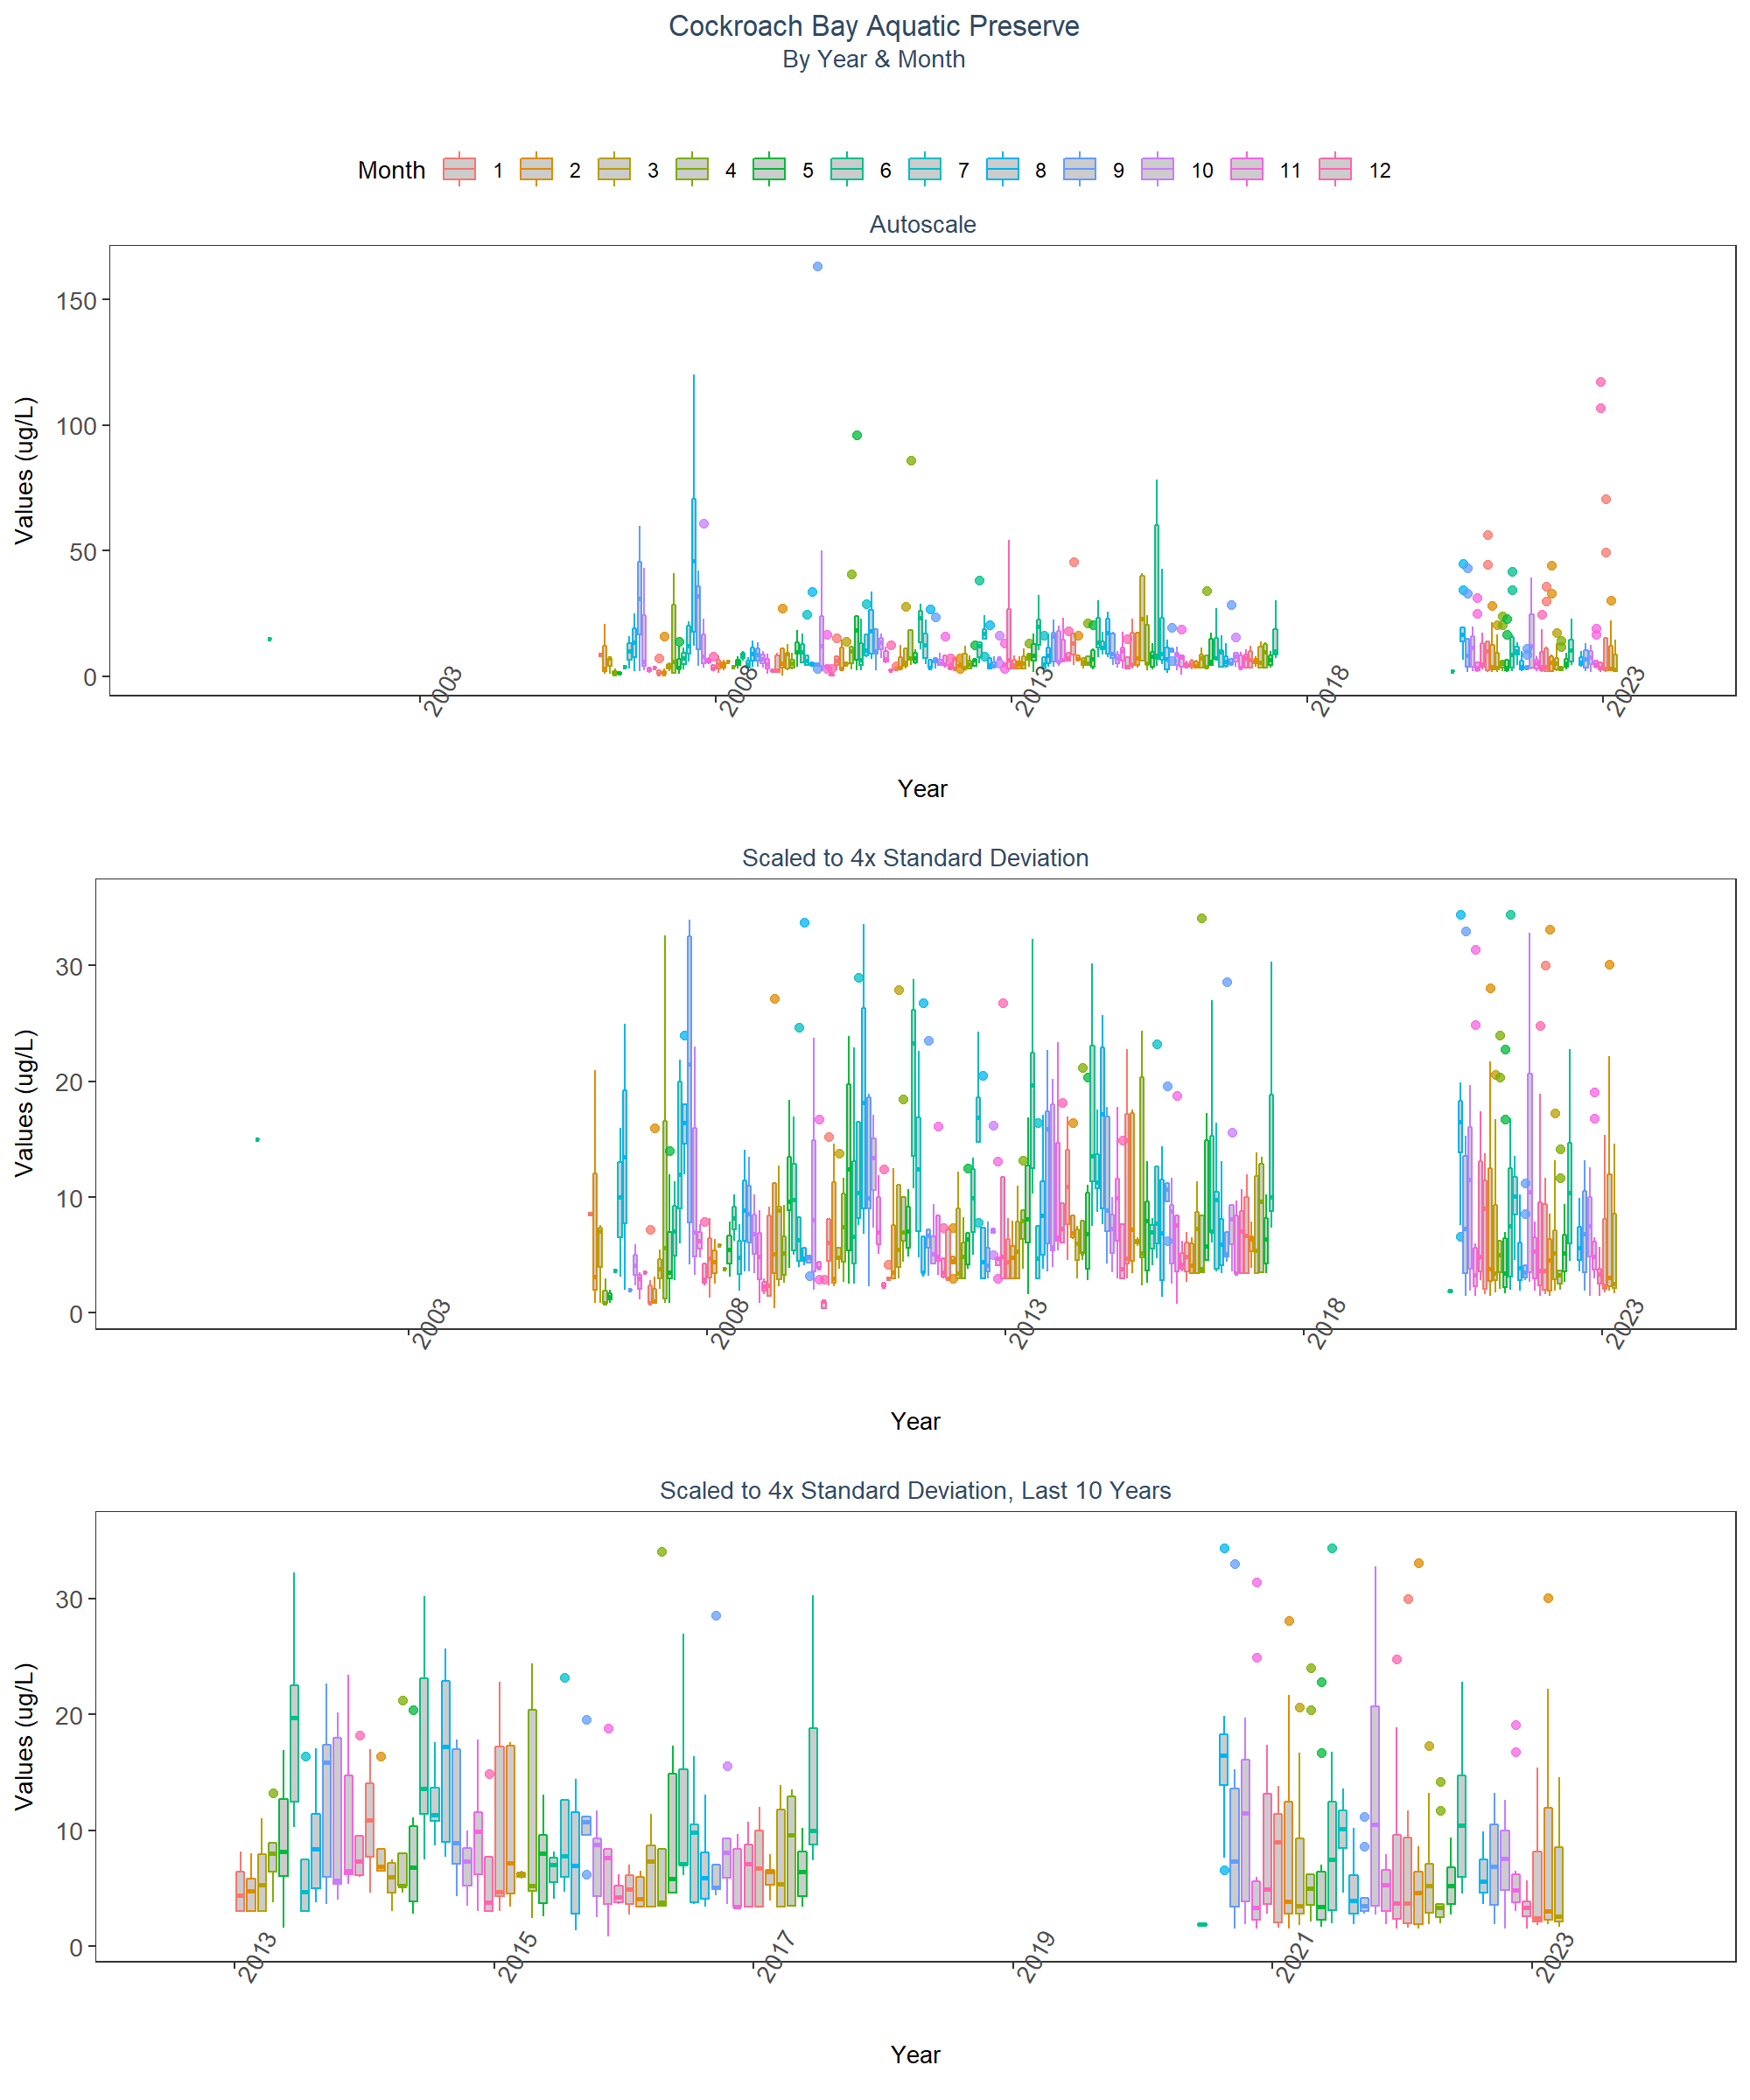 Cockroach Bay Aquatic Preserve
By Year & Month
Month 1 2 3 4 5 6 7 8 9 10 11 12
Autoscale
Values (ug/L)
150
100
50
0
2003 2008 2013 2018 2023
Year
Scaled to 4x Standard Deviation
Values (ug/L)
30
20
10
0
2003 2008 2013 2018 2023
Year
Scaled to 4x Standard Deviation, Last 10 Years
Values (ug/L)
30
20
10
0
2013 2015 2017 2019 2021 2023
Year